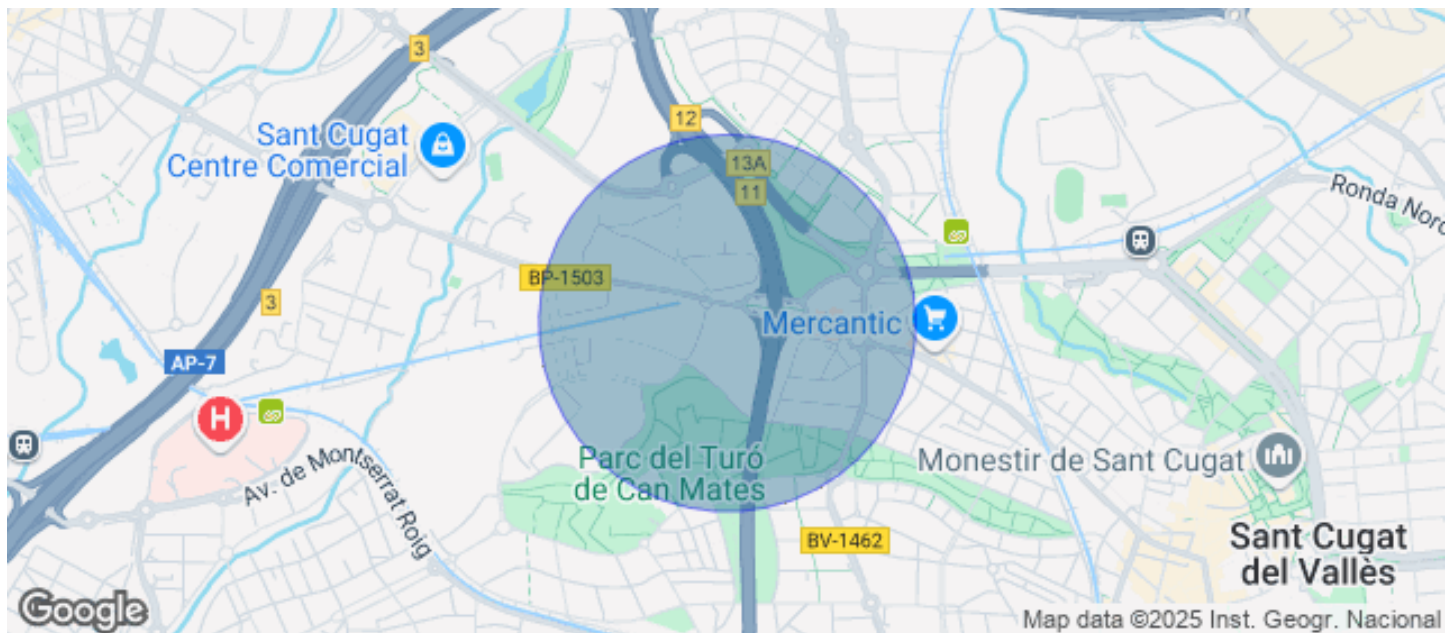 3
12
Sant Cugat
Centre Comercial
13A
11
Ronda Nord
BP-1503
3
Mercantic
AP-7
H
Av. de Montserrat Roig
Parc del Turó
de Can Mates
Monestir de Sant Cugat
BV-1462
Sant Cugat
del Vallès
Google
Map data ©2025 Inst. Geogr. Nacional